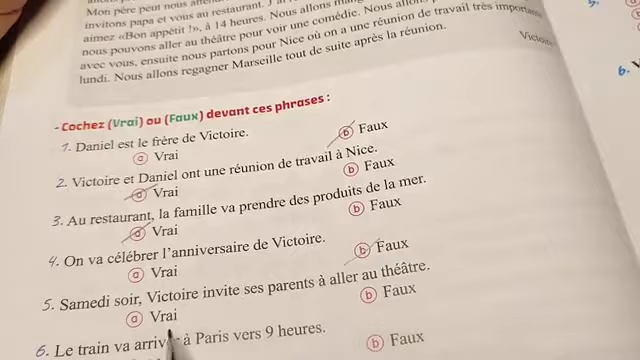 Mon père peut nous
invitons papa et vous au restaurant.
aimez «Bon appétit !», à 14 heures. Nous allons
nous pouvons aller au théâtre pour voir une comédie. Nous
avec vous, ensuite nous partons pour Nice où on a une réunion de travail très
lundi. Nous allons regagner Marseille tout de suite après la réunion.
- Cochez (Vrai) ou (Faux) devant ces phrases :
1. Daniel est le frère de Victoire.
a Vrai b Faux
2. Victoire et Daniel ont une réunion de travail à Nice.
a Vrai b Faux
3. Au restaurant, la famille va prendre des produits de la mer.
a Vrai b Faux
4. On va célébrer l'anniversaire de Victoire.
a Vrai b Faux
5. Samedi soir, Victoire invite ses parents à aller au théâtre.
a Vrai b Faux
6. Le train va à Paris vers 9 heures.
b Faux